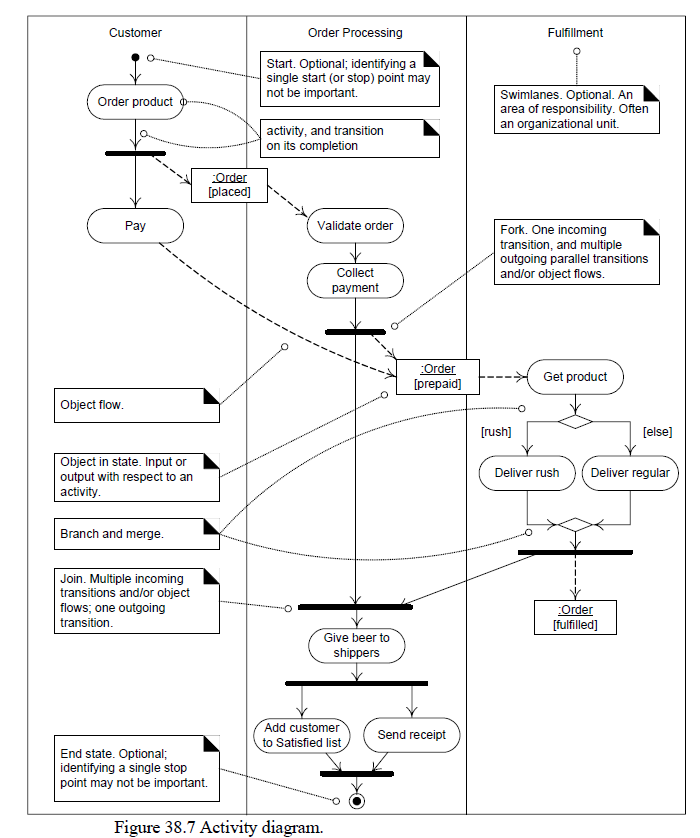 Customer
Order Processing
Fulfillment
Start. Optional; identifying a
single start (or stop) point may
not be important.
Order product
Swimlanes. Optional. An
area of responsibility. Often
an organizational unit.
activity, and transition
on its completion
:Order
[placed]
Pay
Validate order
Fork. One incoming
transition, and multiple
outgoing parallel transitions
and/or object flows.
Collect
payment
:Order
[prepaid]
Get product
Object flow.
[rush]
[else]
Object in state. Input or
output with respect to an
activity.
Deliver rush
Deliver regular
Branch and merge.
Join. Multiple incoming
transitions and/or object
flows; one outgoing
transition.
:Order
[fulfilled]
Give beer to
shippers
Add customer
to Satisfied list
Send receipt
End state. Optional;
identifying a single stop
point may not be important.
Figure 38.7 Activity diagram.